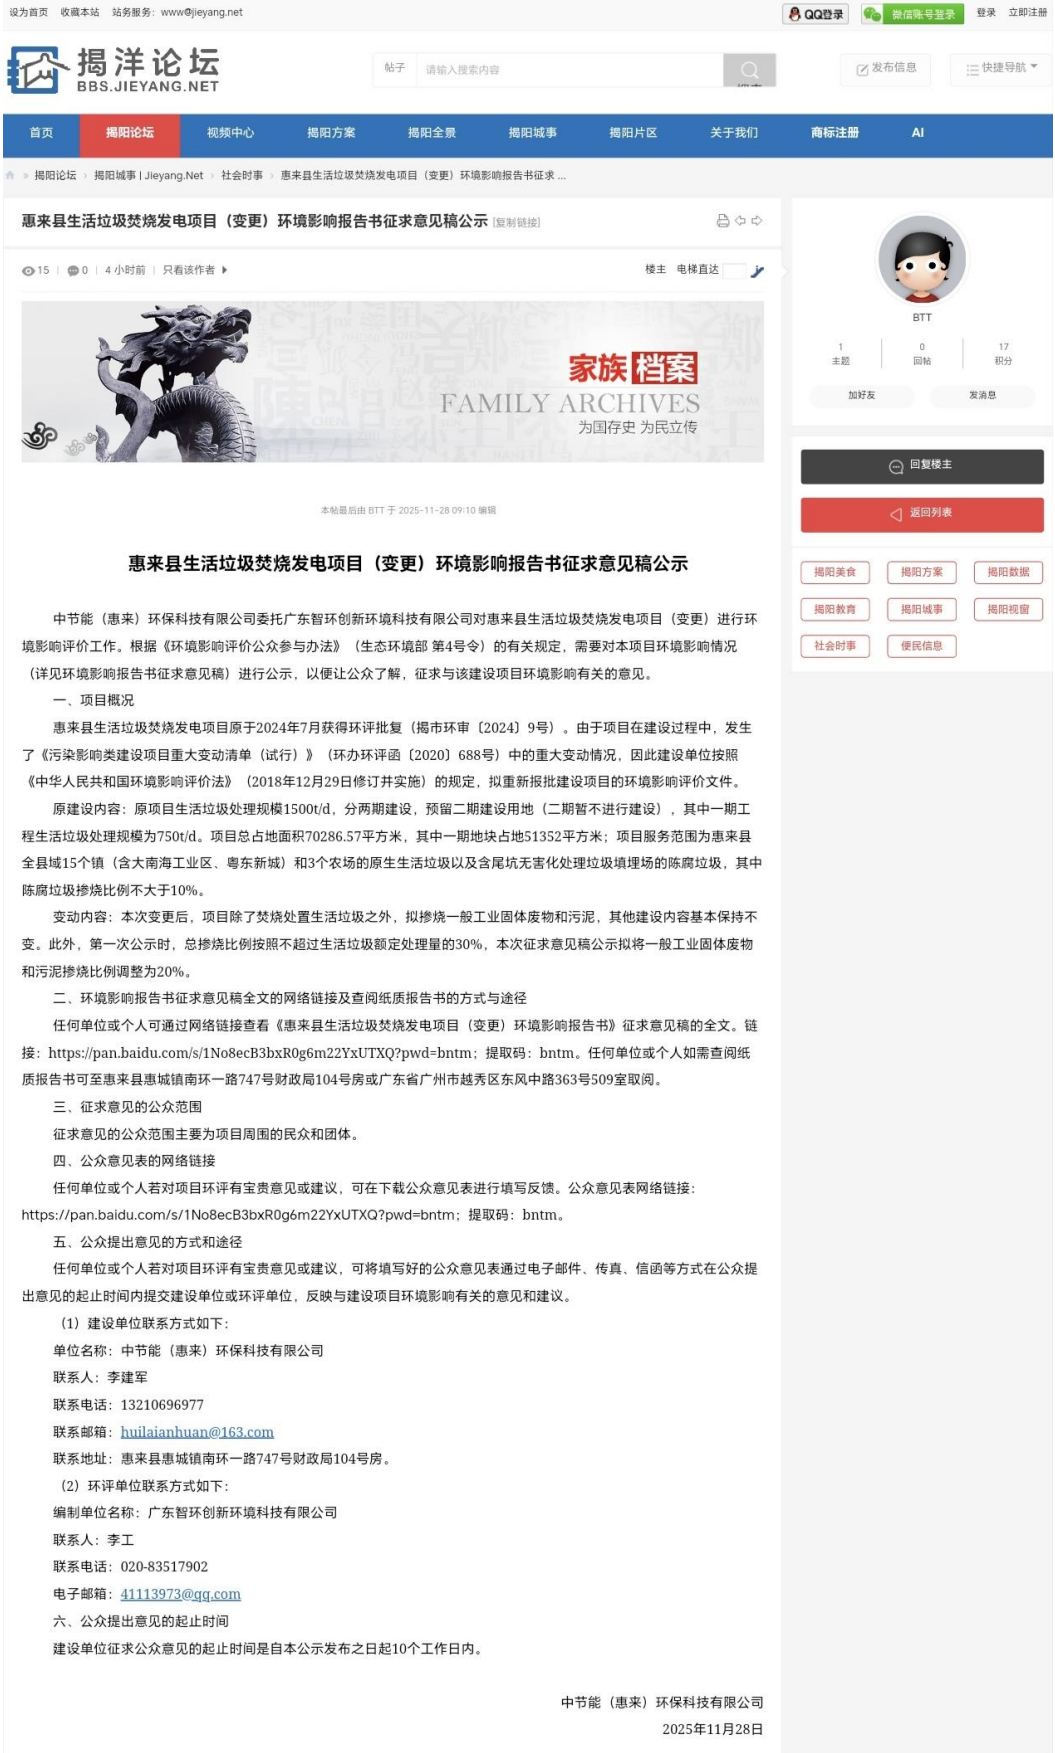 设为首页 收藏本站 站务服务：www@jieyang.net
QQ登录 微信账号登录 登录 立即注册
揭洋论坛
BBS.JIEYANG.NET
帖子 请输入搜索内容
发布信息 快捷导航
首页 揭阳论坛 视频中心 揭阳方案 揭阳全景 揭阳城事 揭阳片区 关于我们 商标注册 AI
» 揭阳论坛 › 揭阳城事 | Jieyang.Net › 社会时事 › 惠来县生活垃圾焚烧发电项目（变更）环境影响报告书征求 ...
惠来县生活垃圾焚烧发电项目（变更）环境影响报告书征求意见稿公示 [复制链接]
15 | 0 | 4 小时前 | 只看该作者
楼主 电梯直达
家族档案
FAMILY ARCHIVES
为国存史 为民立传
本帖最后由 BTT 于 2025-11-28 09:10 编辑
惠来县生活垃圾焚烧发电项目（变更）环境影响报告书征求意见稿公示
中节能（惠来）环保科技有限公司委托广东智环创新环境科技有限公司对惠来县生活垃圾焚烧发电项目（变更）进行环
境影响评价工作。根据《环境影响评价公众参与办法》（生态环境部 第4号令）的有关规定，需要对本项目环境影响情况
（详见环境影响报告书征求意见稿）进行公示，以便让公众了解，征求与该建设项目环境影响有关的意见。
一、项目概况
惠来县生活垃圾焚烧发电项目原于2024年7月获得环评批复（揭市环审〔2024〕9号）。由于项目在建设过程中，发生
了《污染影响类建设项目重大变动清单（试行）》（环办环评函〔2020〕688号）中的重大变动情况，因此建设单位按照
《中华人民共和国环境影响评价法》（2018年12月29日修订并实施）的规定，拟重新报批建设项目的环境影响评价文件。
原建设内容：原项目生活垃圾处理规模1500t/d，分两期建设，预留二期建设用地（二期暂不进行建设），其中一期工
程生活垃圾处理规模为750t/d。项目总占地面积70286.57平方米，其中一期地块占地51352平方米；项目服务范围为惠来县
全县域15个镇（含大南海工业区、粤东新城）和3个农场的原生生活垃圾以及含尾坑无害化处理垃圾填埋场的陈腐垃圾，其中
陈腐垃圾掺烧比例不大于10%。
变动内容：本次变更后，项目除了焚烧处置生活垃圾之外，拟掺烧一般工业固体废物和污泥，其他建设内容基本保持不
变。此外，第一次公示时，总掺烧比例按照不超过生活垃圾额定处理量的30%，本次征求意见稿公示拟将一般工业固体废物
和污泥掺烧比例调整为20%。
二、环境影响报告书征求意见稿全文的网络链接及查阅纸质报告书的方式与途径
任何单位或个人可通过网络链接查看《惠来县生活垃圾焚烧发电项目（变更）环境影响报告书》征求意见稿的全文。链
接：https://pan.baidu.com/s/1No8ecB3bxR0g6m22YxUTXQ?pwd=bntm；提取码：bntm。任何单位或个人如需查阅纸
质报告书可至惠来县惠城镇南环一路747号财政局104号房或广东省广州市越秀区东风中路363号509室取阅。
三、征求意见的公众范围
征求意见的公众范围主要为项目周围的民众和团体。
四、公众意见表的网络链接
任何单位或个人若对项目环评有宝贵意见或建议，可在下载公众意见表进行填写反馈。公众意见表网络链接：
https://pan.baidu.com/s/1No8ecB3bxR0g6m22YxUTXQ?pwd=bntm；提取码：bntm。
五、公众提出意见的方式和途径
任何单位或个人若对项目环评有宝贵意见或建议，可将填写好的公众意见表通过电子邮件、传真、信函等方式在公众提
出意见的起止时间内提交建设单位或环评单位，反映与建设项目环境影响有关的意见和建议。
（1）建设单位联系方式如下：
单位名称：中节能（惠来）环保科技有限公司
联系人：李建军
联系电话：13210696977
联系邮箱：huilaianhuan@163.com
联系地址：惠来县惠城镇南环一路747号财政局104号房。
（2）环评单位联系方式如下：
编制单位名称：广东智环创新环境科技有限公司
联系人：李工
联系电话：020-83517902
电子邮箱：41113973@qq.com
六、公众提出意见的起止时间
建设单位征求公众意见的起止时间是自本公示发布之日起10个工作日内。
中节能（惠来）环保科技有限公司
2025年11月28日
BTT
1 0 17
主题 回帖 积分
加好友 发消息
回复楼主
返回列表
揭阳美食 揭阳方案 揭阳数据
揭阳教育 揭阳城事 揭阳视窗
社会时事 便民信息